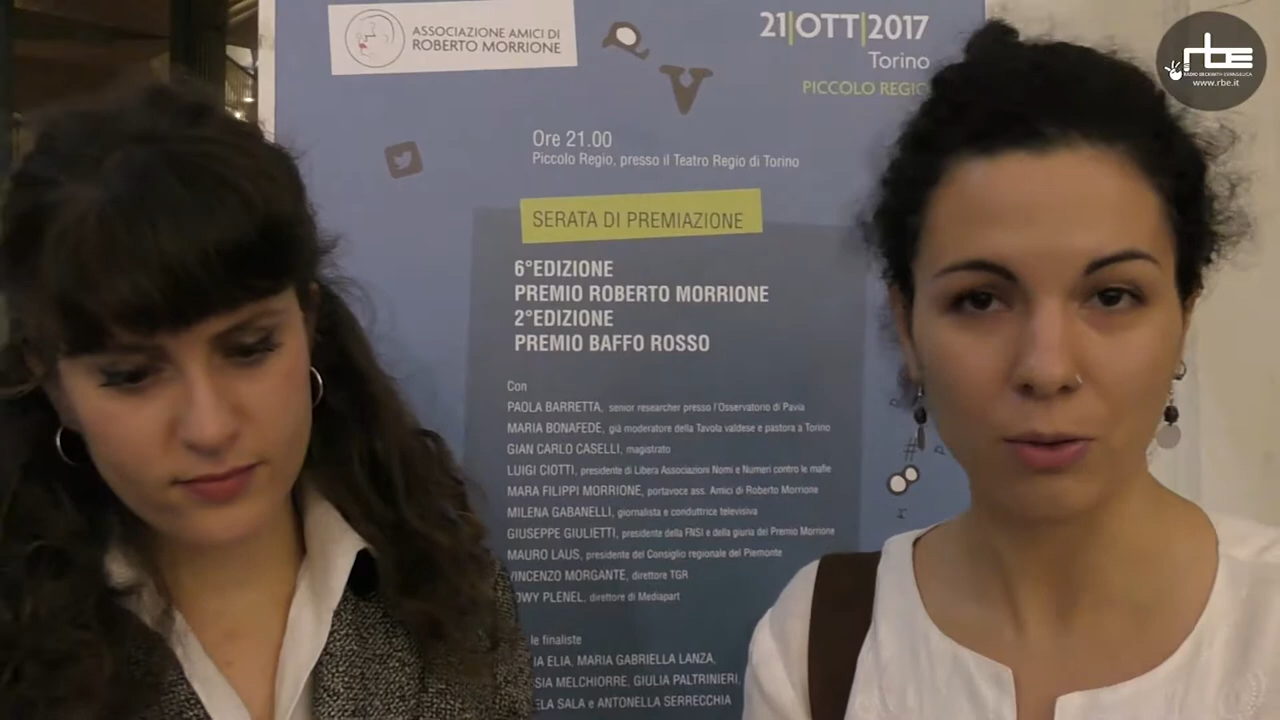 ASSOCIAZIONE AMICI DI
ROBERTO MORRIONE
21|OTT|2017
Torino
PICCOLO REGIO
rbe
RADIO BECKWITH EVANGELICA
www.rbe.it
Ore 21.00
Piccolo Regio, presso il Teatro Regio di Torino
SERATA DI PREMIAZIONE
6°EDIZIONE
PREMIO ROBERTO MORRIONE
2°EDIZIONE
PREMIO BAFFO ROSSO
Con
PAOLA BARRETTA, senior researcher presso l'Osservatorio di Pavia
MARIA BONAFEDE, già moderatore della Tavola valdese e pastora a Torino
GIAN CARLO CASELLI, magistrato
LUIGI CIOTTI, presidente di Libera Associazioni Nomi e Numeri contro le mafie
MARA FILIPPI MORRIONE, portavoce ass. Amici di Roberto Morrione
MILENA GABANELLI, giornalista e conduttrice televisiva
GIUSEPPE GIULIETTI, presidente della FNSI e della giuria del Premio Morrione
MAURO LAUS, presidente del Consiglio regionale del Piemonte
VINCENZO MORGANTE, direttore TGR
PLENEL, direttore di Mediapart
le finaliste
ELIA, MARIA GABRIELLA LANZA,
MELCHIORRE, GIULIA PALTRINIERI,
SALA e ANTONELLA SERRECCHIA